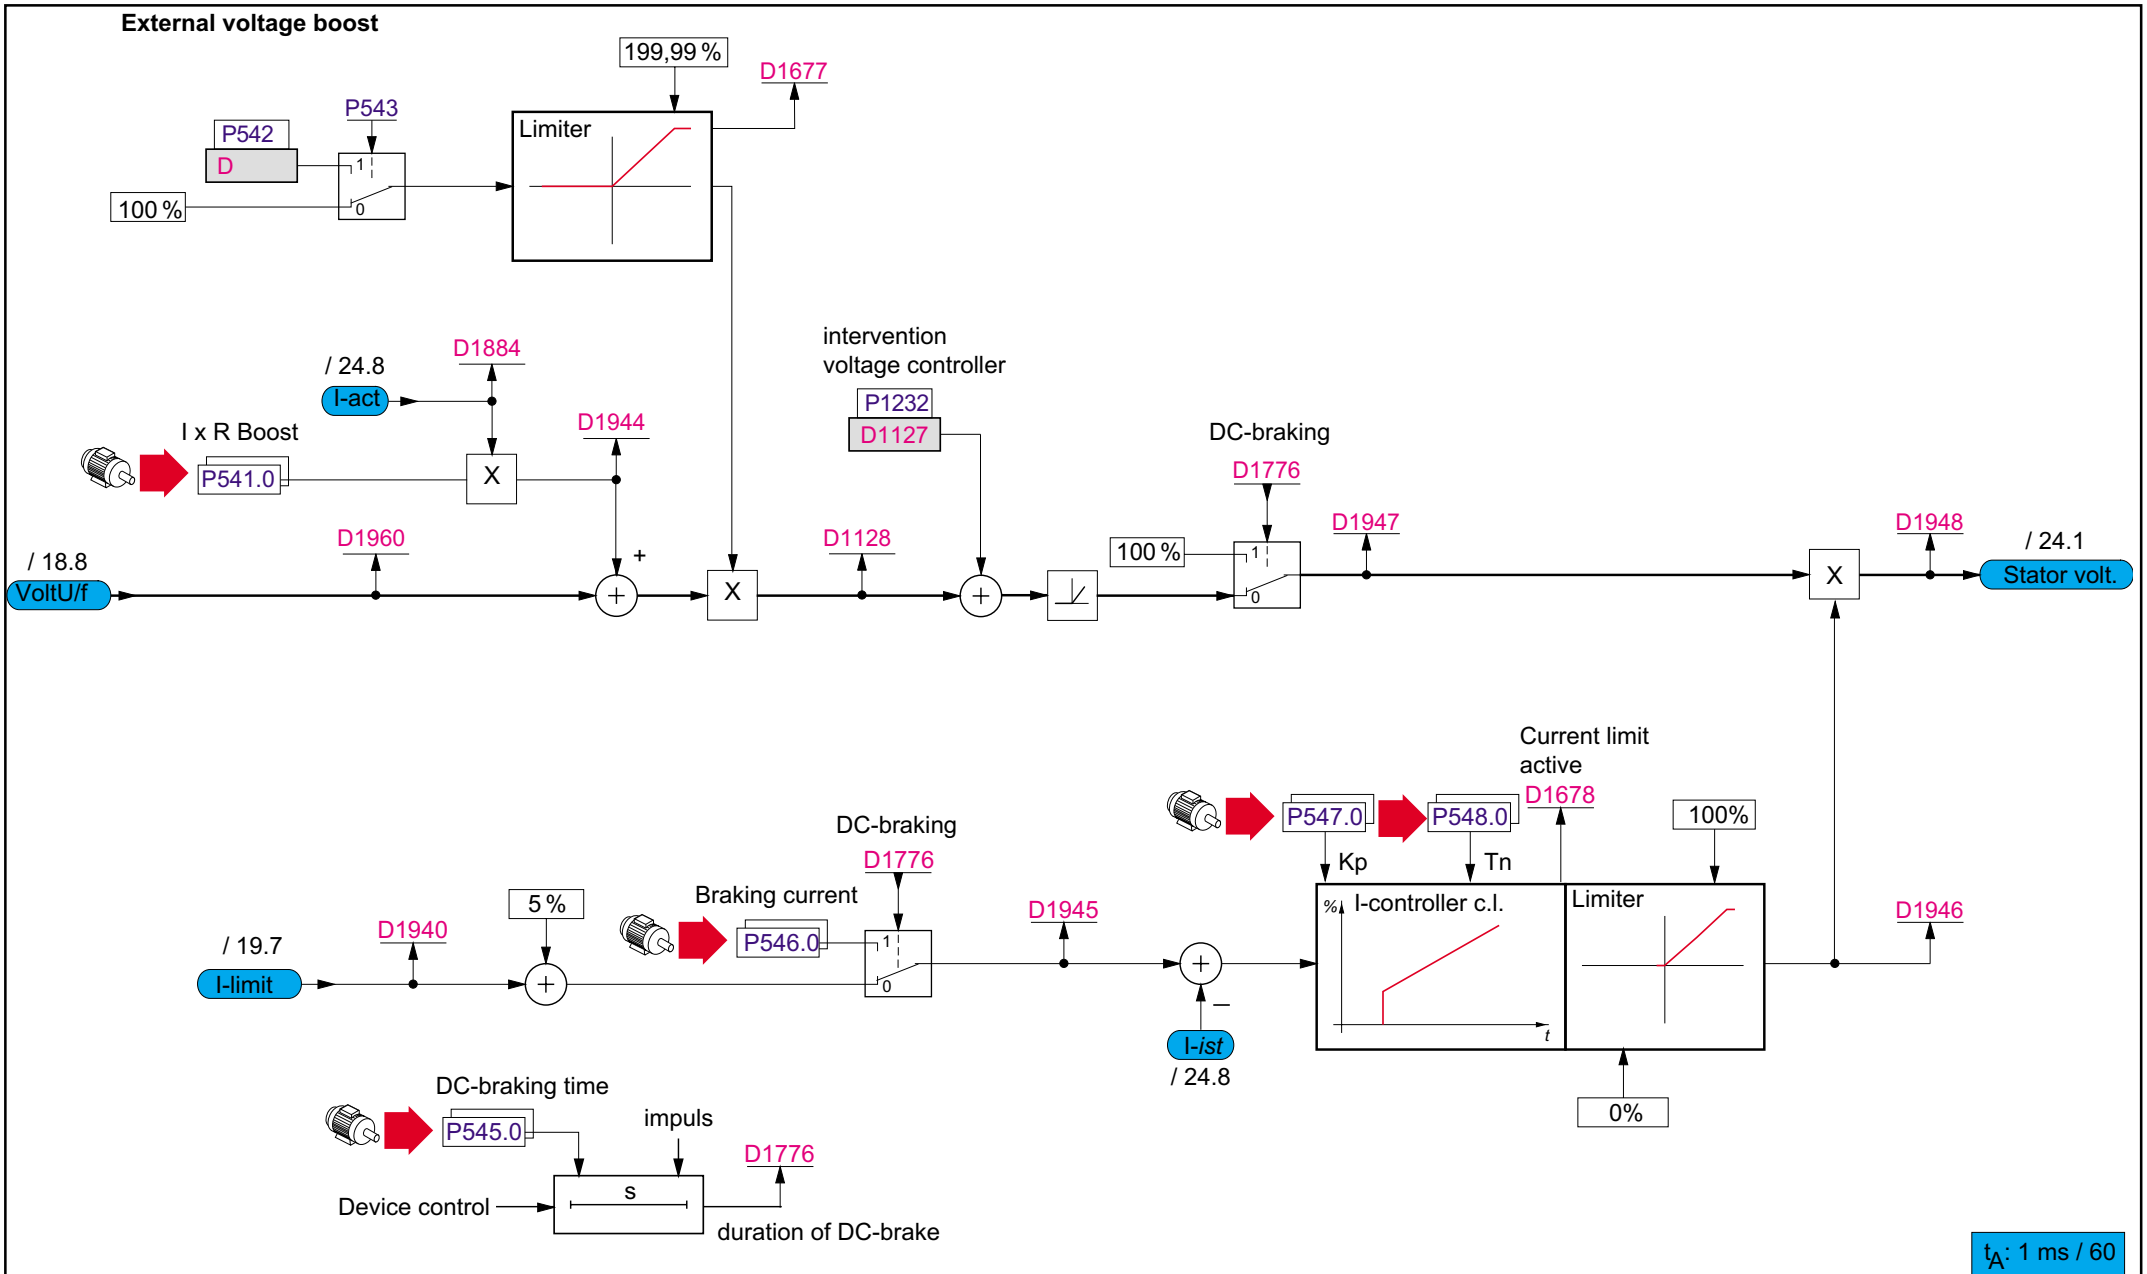 External voltage boost
199,99 %
D1677
P543
P542
D
1
0
100 %
Limiter
/ 24.8
I-act
D1884
I x R Boost
P541.0
X
D1944
intervention
voltage controller
P1232
D1127
DC-braking
D1776
100 %
1
0
D1947
D1948
/ 24.1
Stator volt.
X
/ 18.8
VoltU/f
D1960
+
+
X
D1128
+
Current limit
active
D1678
P547.0
P548.0
100%
Kp
Tn
DC-braking
D1776
Braking current
P546.0
1
0
5 %
/ 19.7
I-limit
D1940
+
D1945
+
–
I-ist
/ 24.8
% I-controller c.l.
t
Limiter
0%
D1946
DC-braking time
P545.0
impuls
D1776
s
Device control
duration of DC-brake
tA: 1 ms / 60